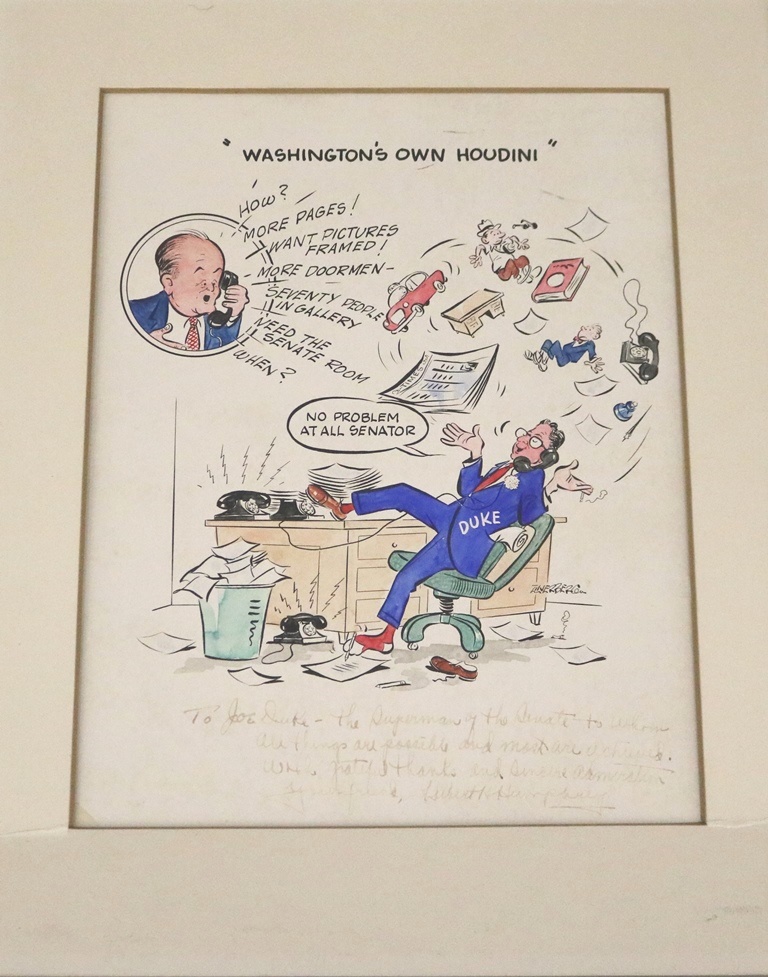 " WASHINGTON'S OWN HOUDINI "
HOW?
MORE PAGES!
WANT PICTURES
FRAMED!
MORE DOORMEN-
SEVENTY PEOPLE
IN GALLERY
NEED THE
SENATE ROOM
WHEN?
TIMES
NO PROBLEM
AT ALL SENATOR
DUKE
To Joe Duke - the Superman of the Senate to whom
all things are possible and most are achieved.
With grateful thanks and sincere admiration
Your friend, Hubert H. Humphrey